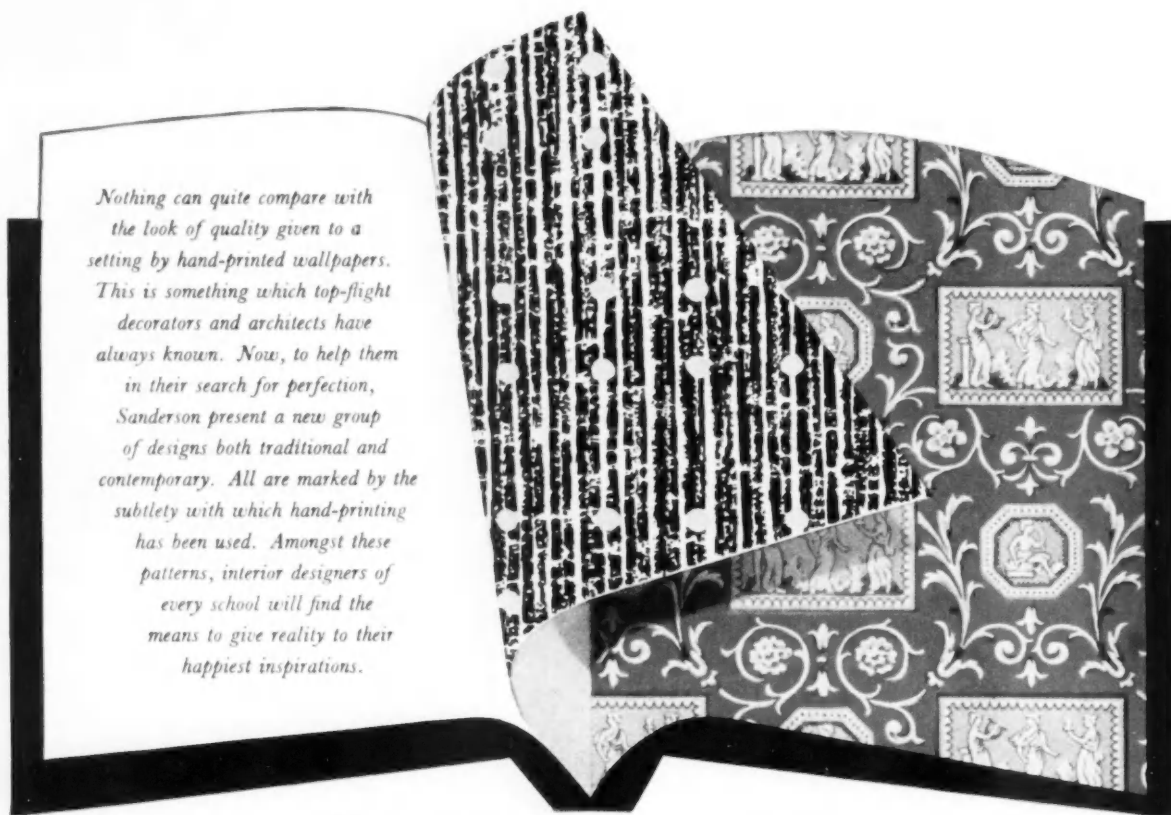 Nothing can quite compare with
the look of quality given to a
setting by hand-printed wallpapers.
This is something which top-flight
decorators and architects have
always known. Now, to help them
in their search for perfection,
Sanderson present a new group
of designs both traditional and
contemporary. All are marked by the
subtlety with which hand-printing
has been used. Amongst these
patterns, interior designers of
every school will find the
means to give reality to their
happiest inspirations.